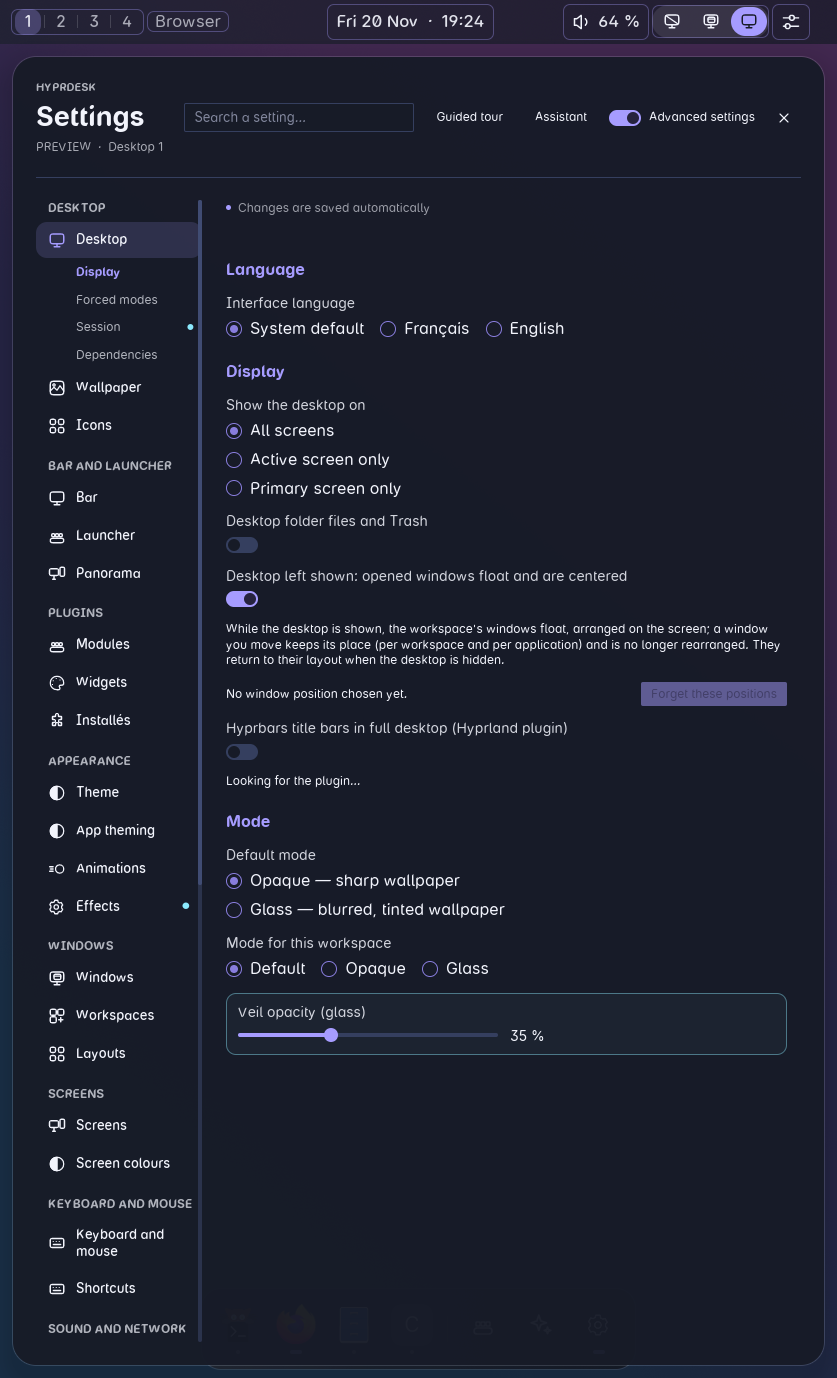 1 2 3 4 Browser
Fri 20 Nov · 19:24
64 %
HYPRDESK
Settings
PREVIEW · Desktop 1
Search a setting...
Guided tour
Assistant
Advanced settings
DESKTOP
Desktop
Display
Forced modes
Session
Dependencies
Wallpaper
Icons
BAR AND LAUNCHER
Bar
Launcher
Panorama
PLUGINS
Modules
Widgets
Installés
APPEARANCE
Theme
App theming
Animations
Effects
WINDOWS
Windows
Workspaces
Layouts
SCREENS
Screens
Screen colours
KEYBOARD AND MOUSE
Keyboard and
mouse
Shortcuts
SOUND AND NETWORK
Changes are saved automatically
Language
Interface language
System default Français English
Display
Show the desktop on
All screens
Active screen only
Primary screen only
Desktop folder files and Trash
Desktop left shown: opened windows float and are centered
While the desktop is shown, the workspace's windows float, arranged on the screen; a window
you move keeps its place (per workspace and per application) and is no longer rearranged. They
return to their layout when the desktop is hidden.
No window position chosen yet.
Forget these positions
Hyprbars title bars in full desktop (Hyprland plugin)
Looking for the plugin...
Mode
Default mode
Opaque — sharp wallpaper
Glass — blurred, tinted wallpaper
Mode for this workspace
Default Opaque Glass
Veil opacity (glass)
35 %